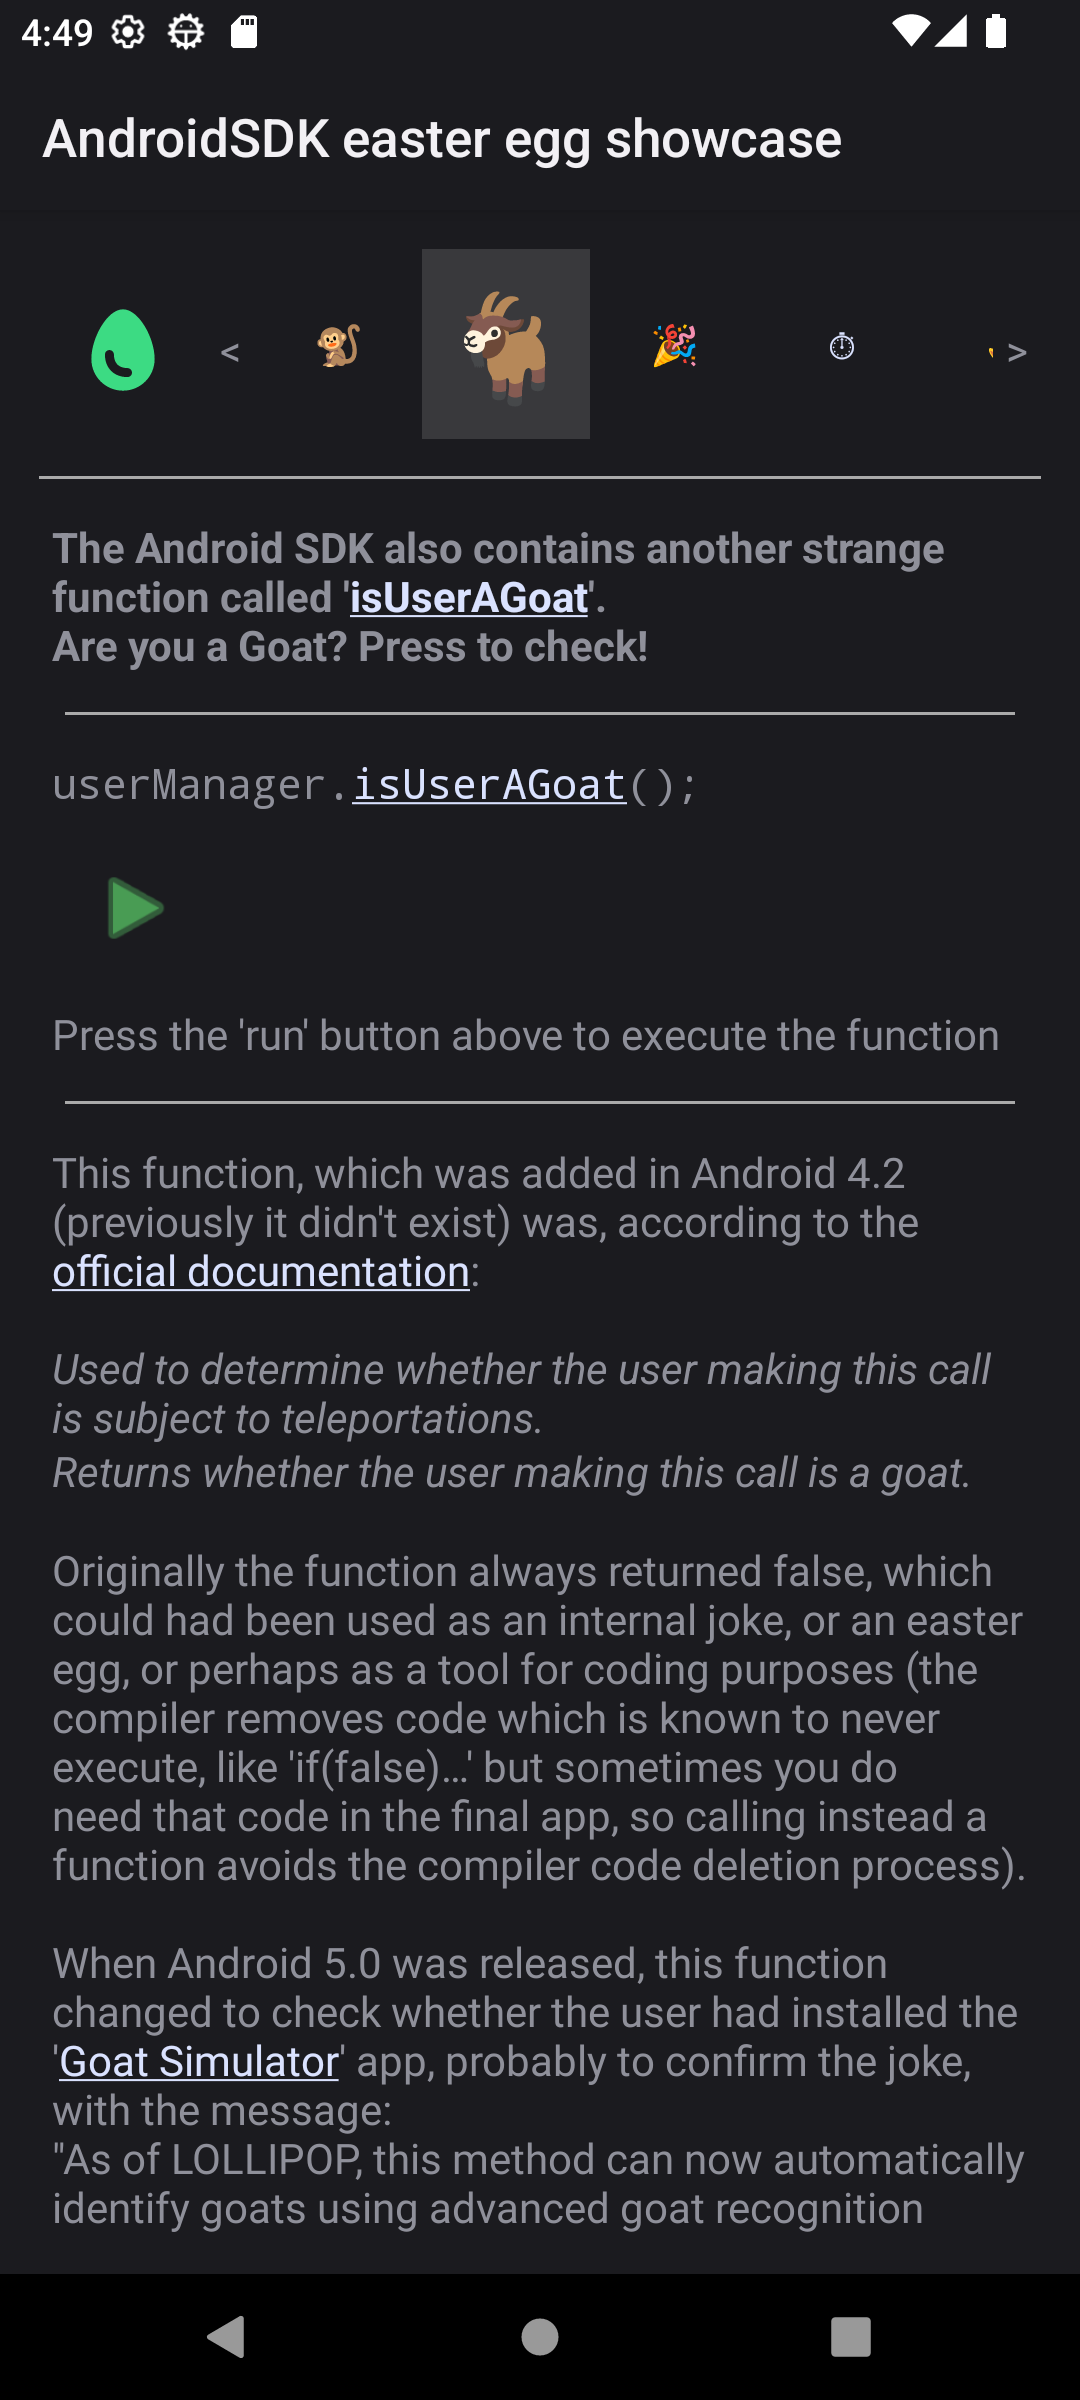 4:49
AndroidSDK easter egg showcase
< >
The Android SDK also contains another strange
function called 'isUserAGoat'.
Are you a Goat? Press to check!
userManager.isUserAGoat();
Press the 'run' button above to execute the function
This function, which was added in Android 4.2
(previously it didn't exist) was, according to the
official documentation:
Used to determine whether the user making this call
is subject to teleportations.
Returns whether the user making this call is a goat.
Originally the function always returned false, which
could had been used as an internal joke, or an easter
egg, or perhaps as a tool for coding purposes (the
compiler removes code which is known to never
execute, like 'if(false)…' but sometimes you do
need that code in the final app, so calling instead a
function avoids the compiler code deletion process).
When Android 5.0 was released, this function
changed to check whether the user had installed the
'Goat Simulator' app, probably to confirm the joke,
with the message:
"As of LOLLIPOP, this method can now automatically
identify goats using advanced goat recognition